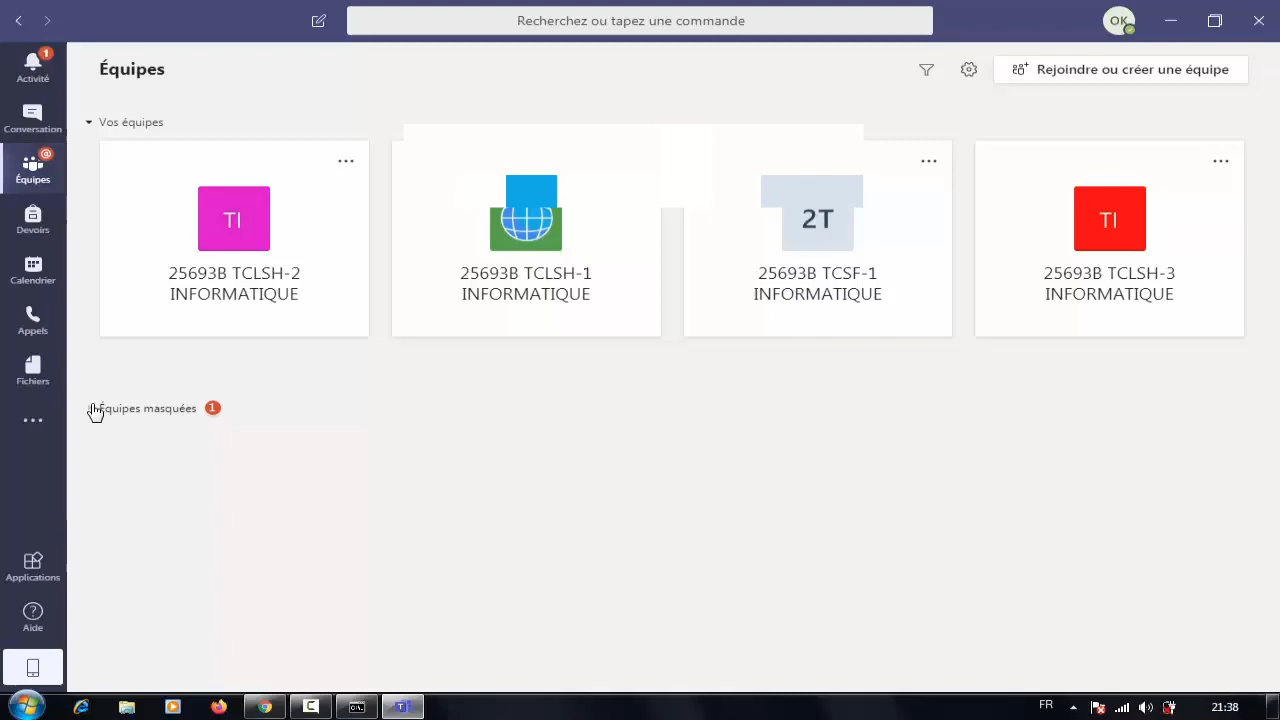 Recherchez ou tapez une commande
OK
1
Activité
Conversation
@
Équipes
Devoirs
Calendrier
Appels
Fichiers
Applications
Aide
Équipes
Rejoindre ou créer une équipe
Vos équipes
TI
25693B TCLSH-2
INFORMATIQUE
25693B TCLSH-1
INFORMATIQUE
2T
25693B TCSF-1
INFORMATIQUE
TI
25693B TCLSH-3
INFORMATIQUE
Équipes masquées 1
FR
21:38